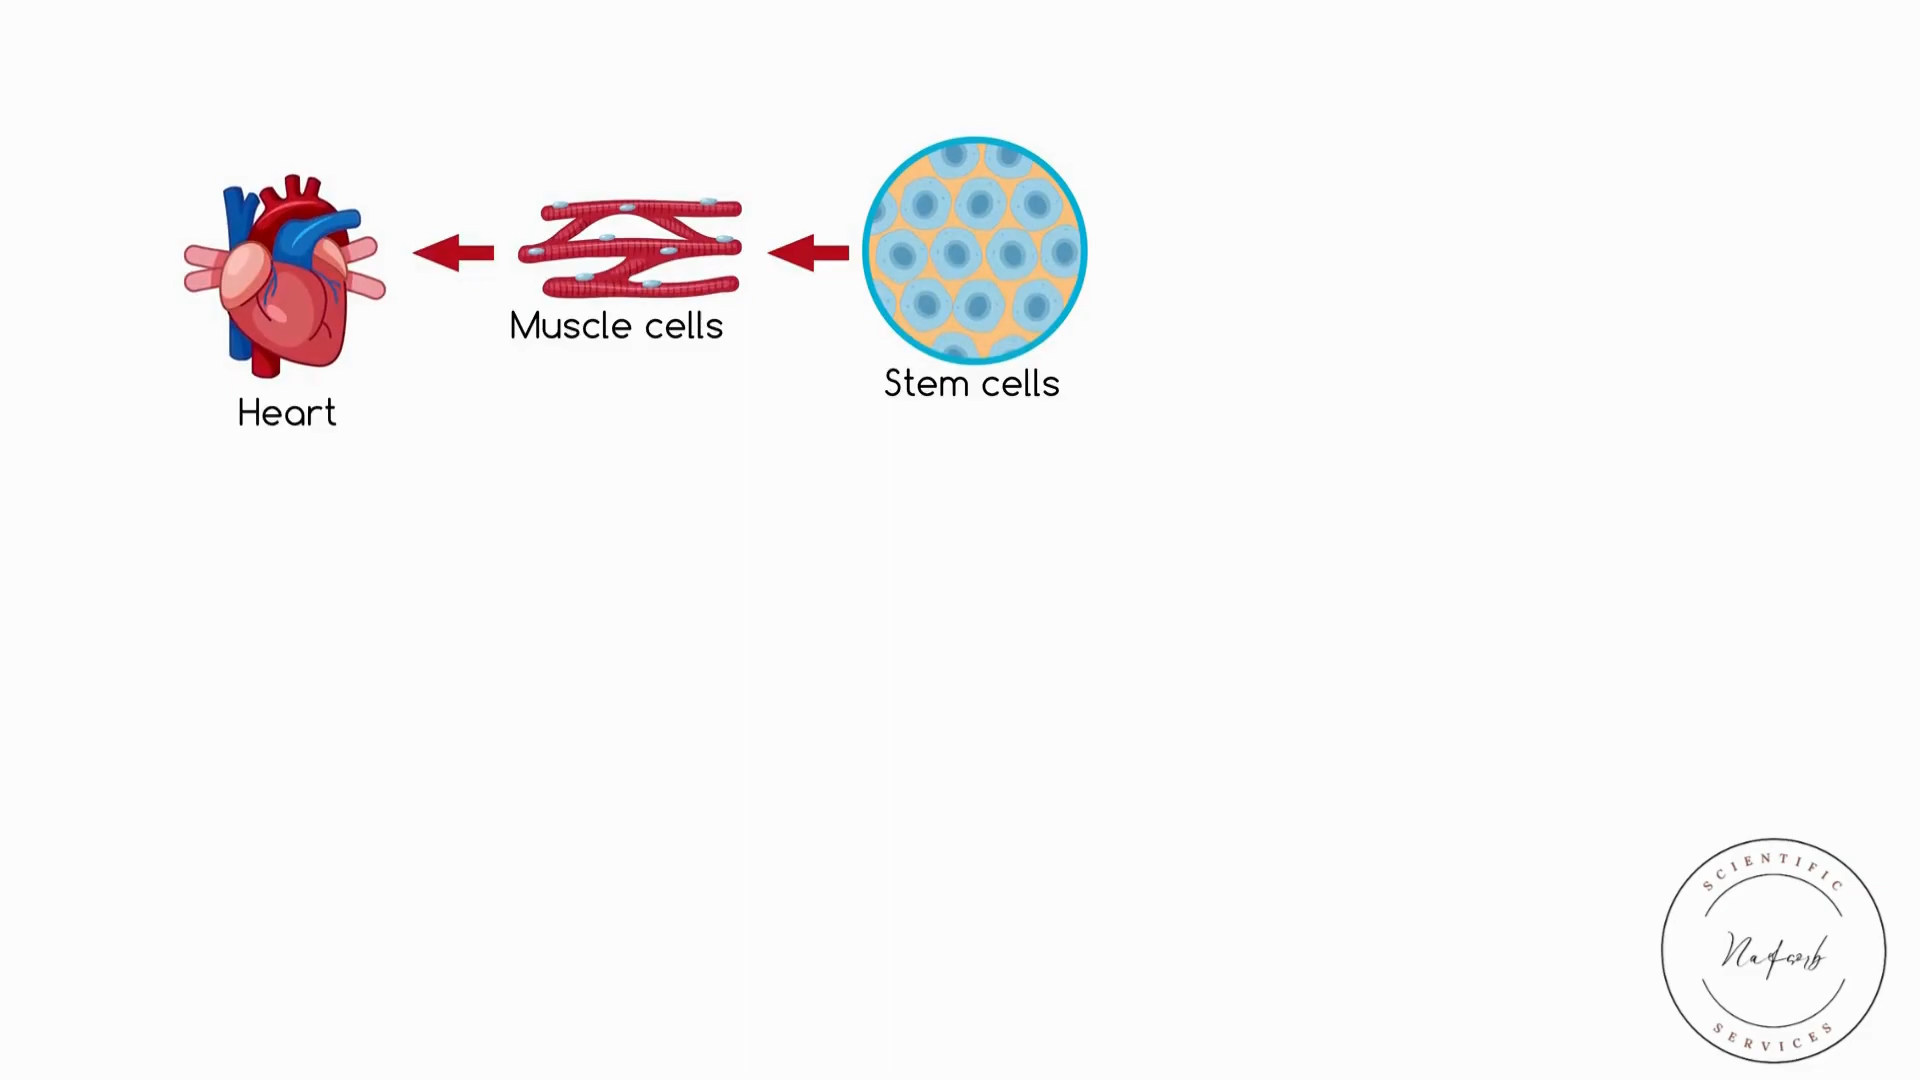 Muscle cells
Stem cells
Heart
SCIENTIFIC
SERVICES